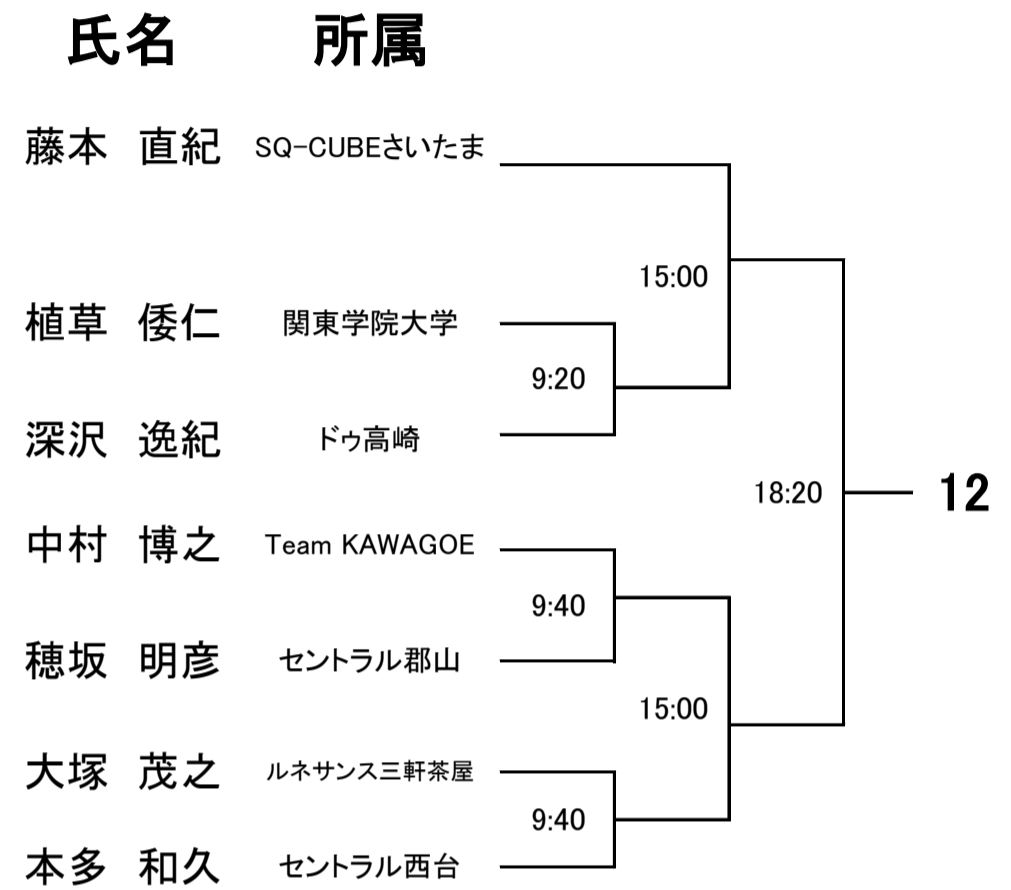 氏名 所属
藤本 直紀 SQ-CUBEさいたま
15:00
植草 倭仁 関東学院大学
9:20
深沢 逸紀 ドゥ高崎
18:20 12
中村 博之 Team KAWAGOE
9:40
穂坂 明彦 セントラル郡山
15:00
大塚 茂之 ルネサンス三軒茶屋
9:40
本多 和久 セントラル西台